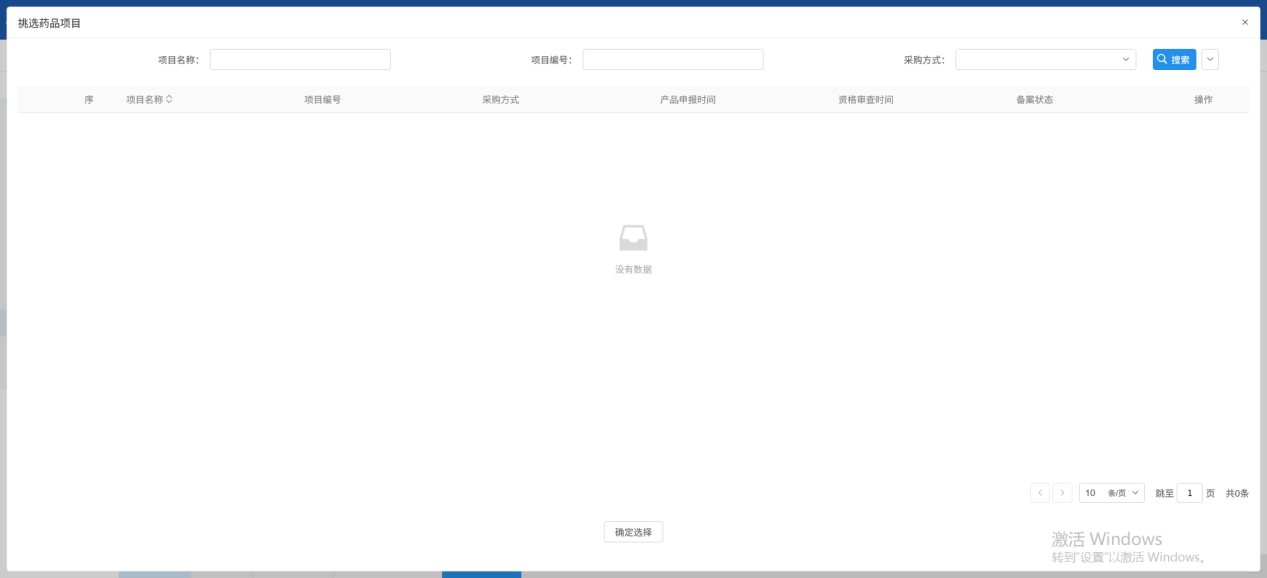 挑选药品项目 ×
项目名称: 项目编号: 采购方式: 搜索
序 项目名称 项目编号 采购方式 产品申报时间 资格审查时间 备案状态 操作
没有数据
10 条/页 跳至 1 页 共0条
确定选择
激活 Windows
转到"设置"以激活 Windows。